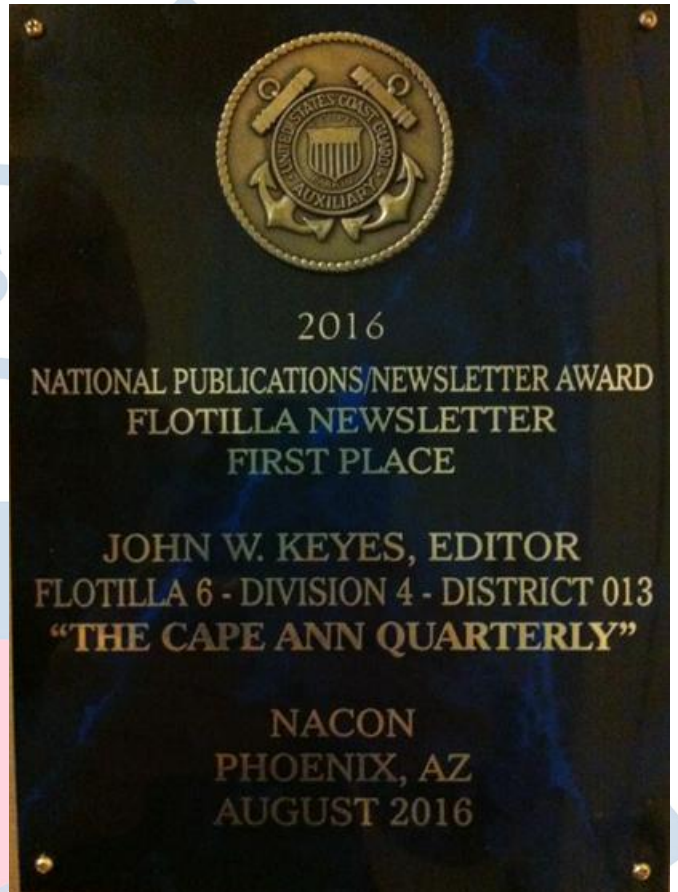 UNITED STATES COAST GUARD
AUXILIARY
2016
NATIONAL PUBLICATIONS/NEWSLETTER AWARD
FLOTILLA NEWSLETTER
FIRST PLACE
JOHN W. KEYES, EDITOR
FLOTILLA 6 - DIVISION 4 - DISTRICT 013
“THE CAPE ANN QUARTERLY”
NACON
PHOENIX, AZ
AUGUST 2016